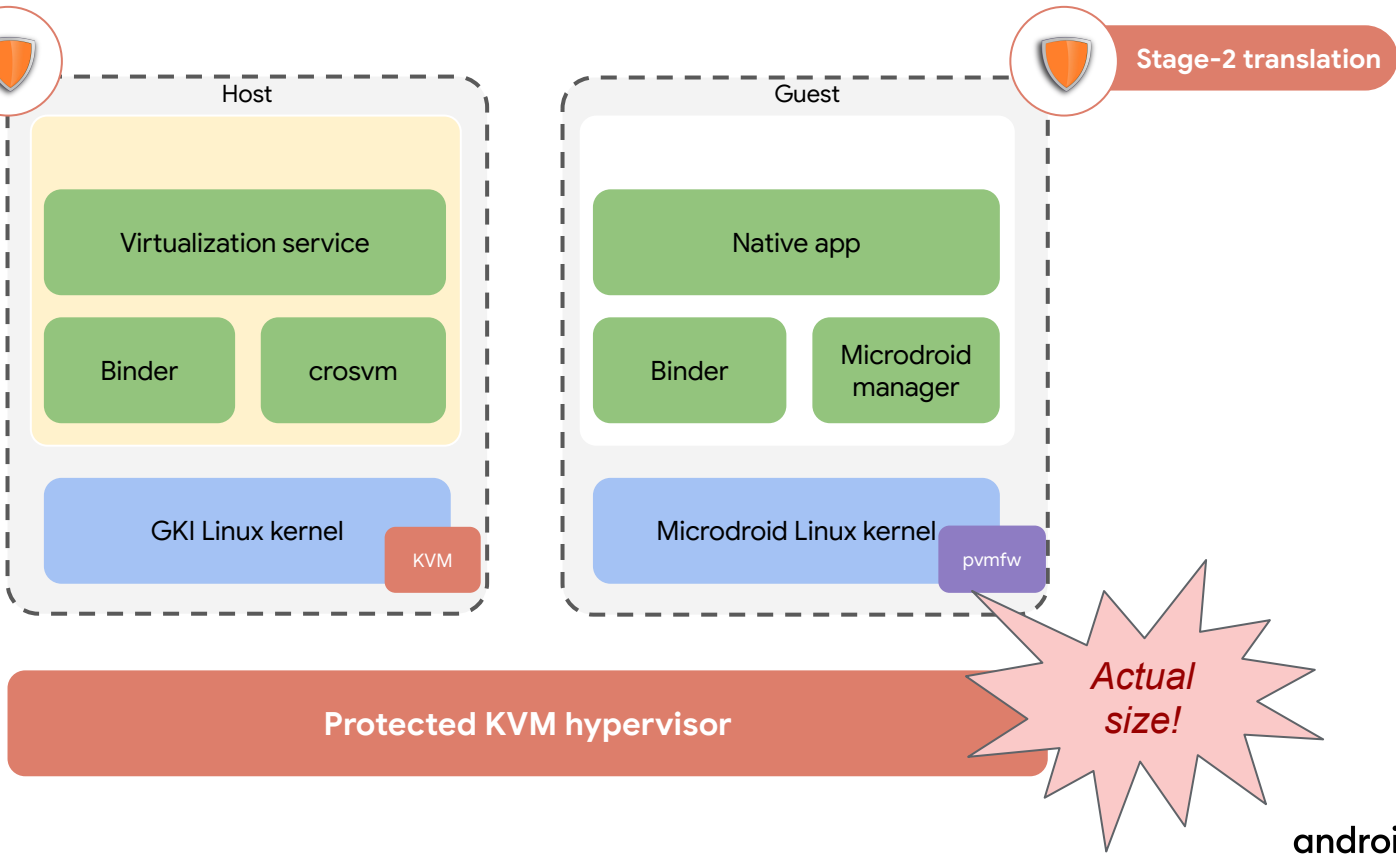 Stage-2 translation
Host
Guest
Virtualization service
Native app
Binder
crosvm
Binder
Microdroid
manager
GKI Linux kernel
KVM
Microdroid Linux kernel
pvmfw
Actual
size!
Protected KVM hypervisor
androi